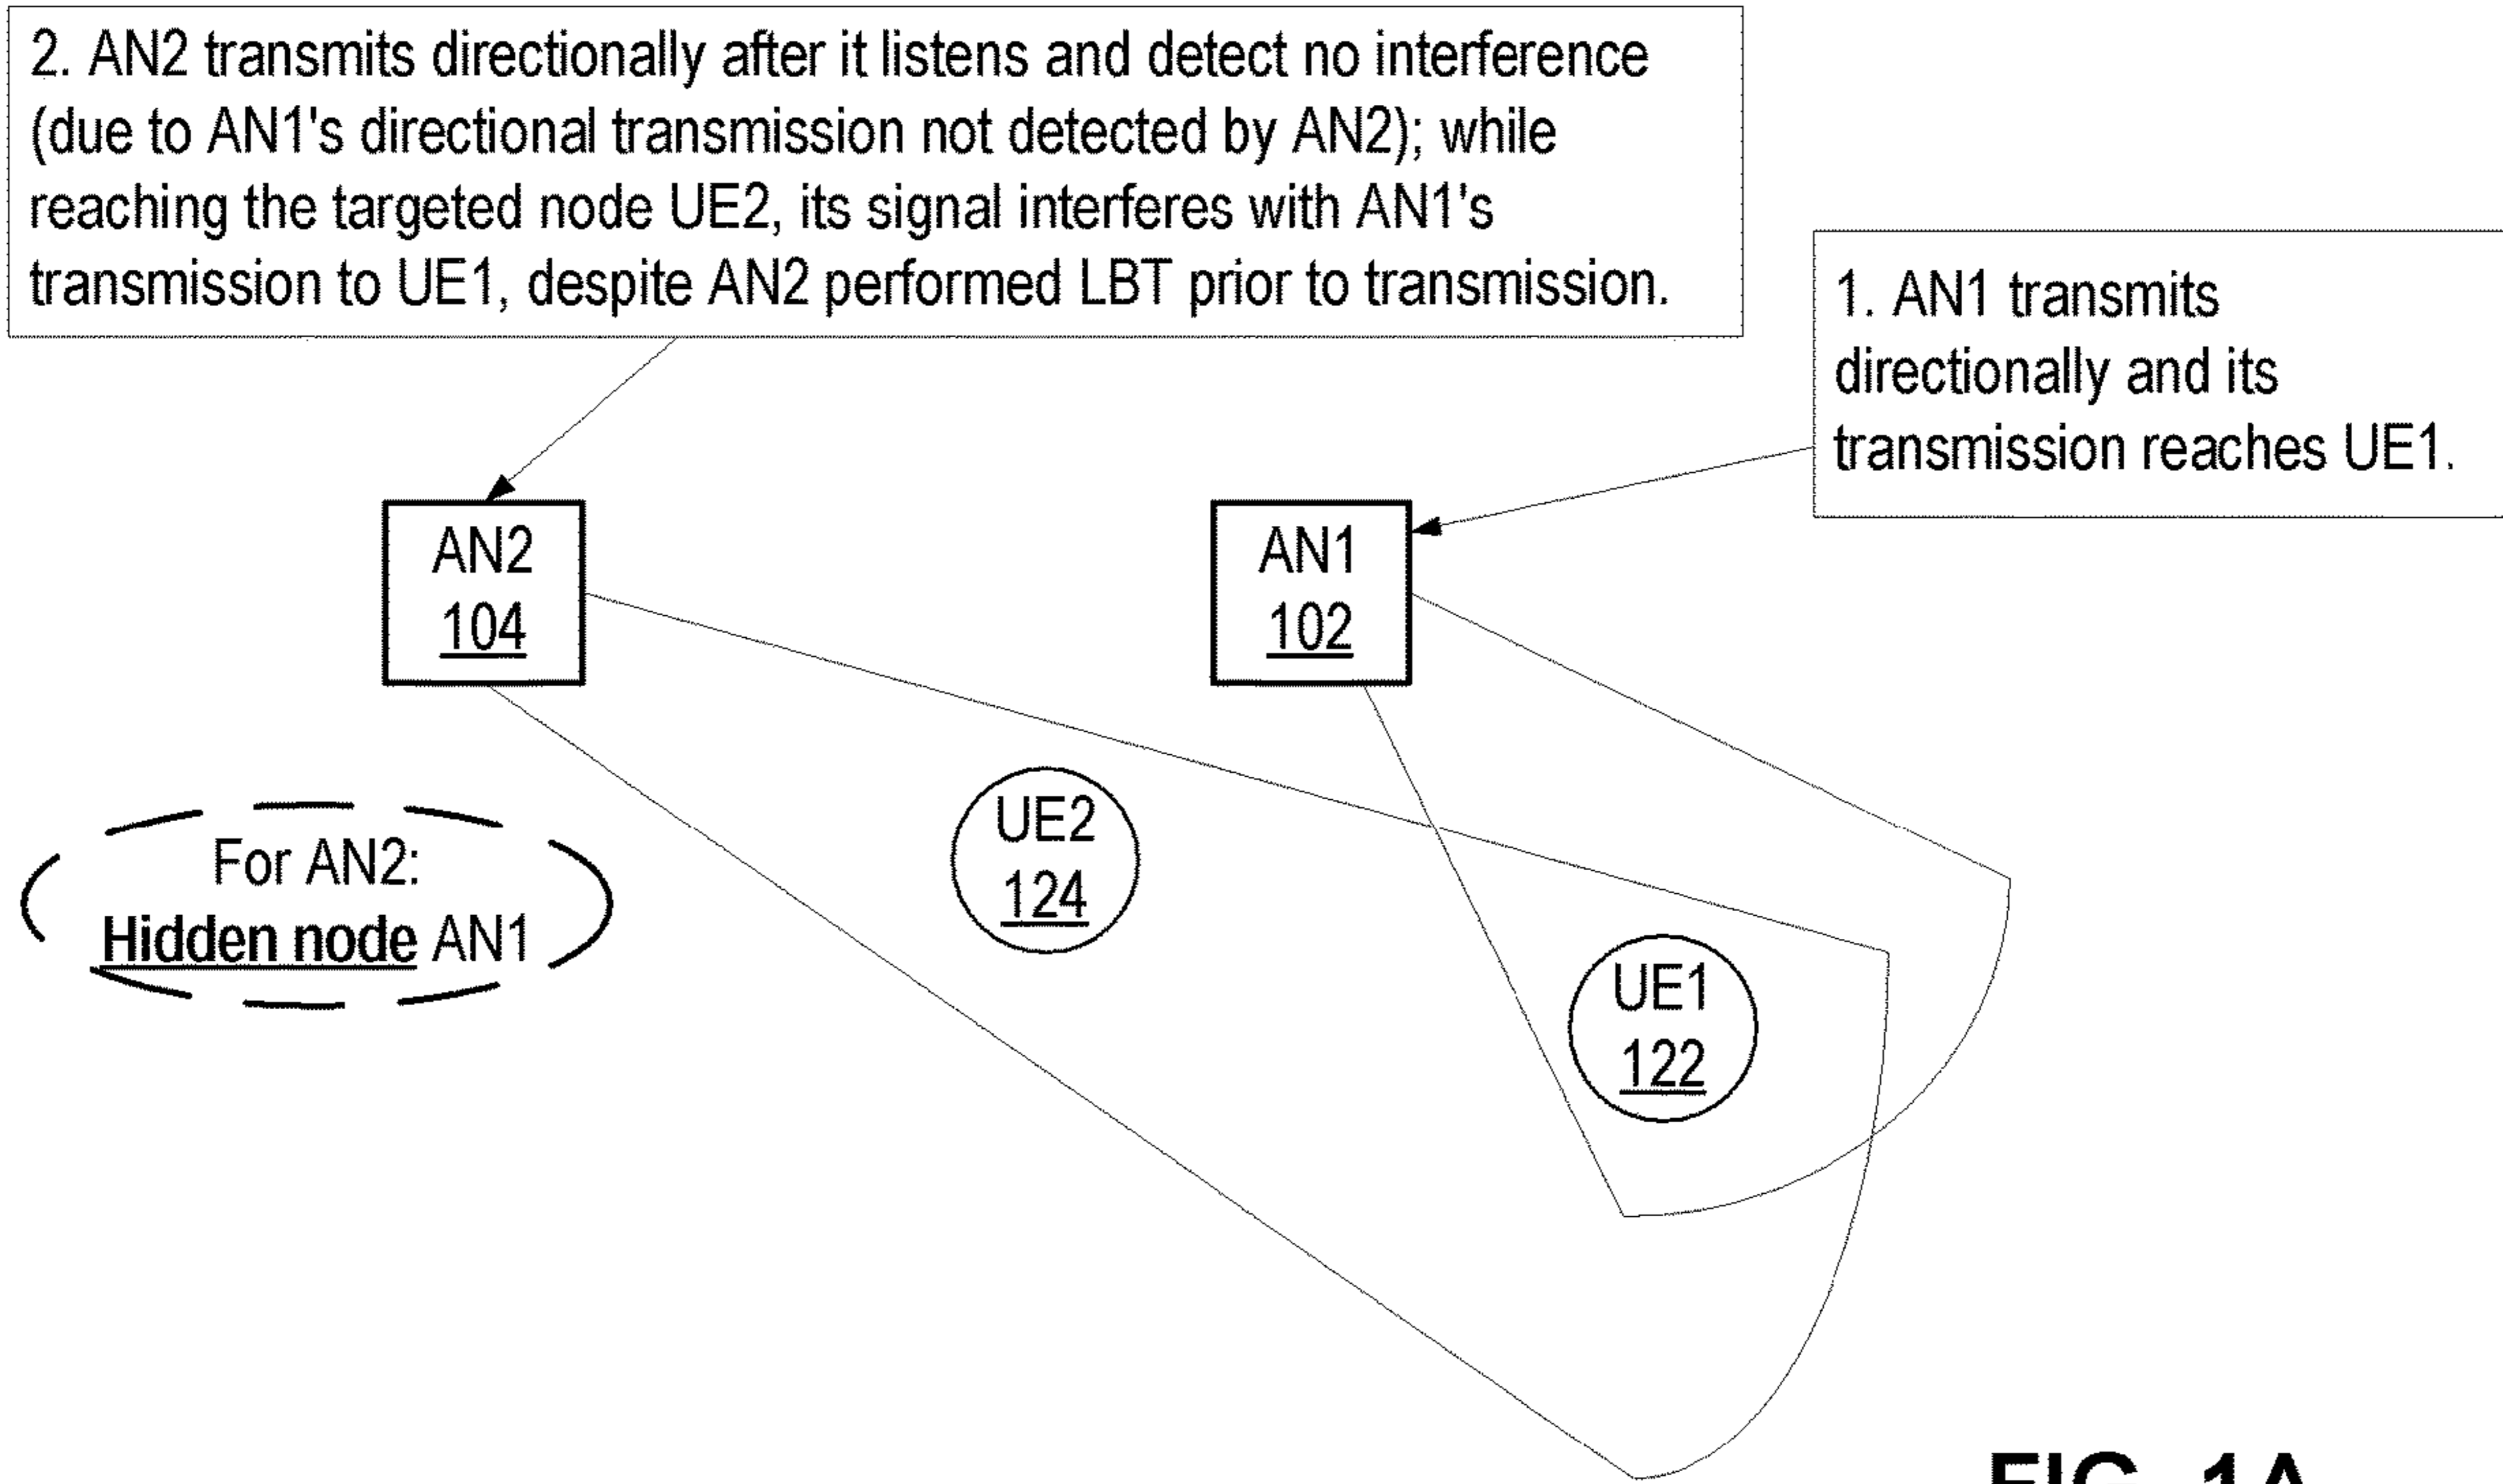 2. AN2 transmits directionally after it listens and detect no interference
(due to AN1's directional transmission not detected by AN2); while
reaching the targeted node UE2, its signal interferes with AN1's
transmission to UE1, despite AN2 performed LBT prior to transmission.
1. AN1 transmits
directionally and its
transmission reaches UE1.
AN2
104
AN1
102
UE2
124
For AN2:
Hidden node AN1
UE1
122
FIG. 1A